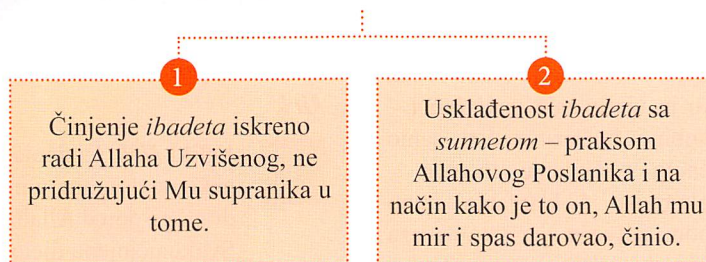 1
Činjenje ibadeta iskreno
radi Allaha Uzvišenog, ne
pridružujući Mu supranika u
tome.
2
Usklađenost ibadeta sa
sunnetom – praksom
Allahovog Poslanika i na
način kako je to on, Allah mu
mir i spas darovao, činio.